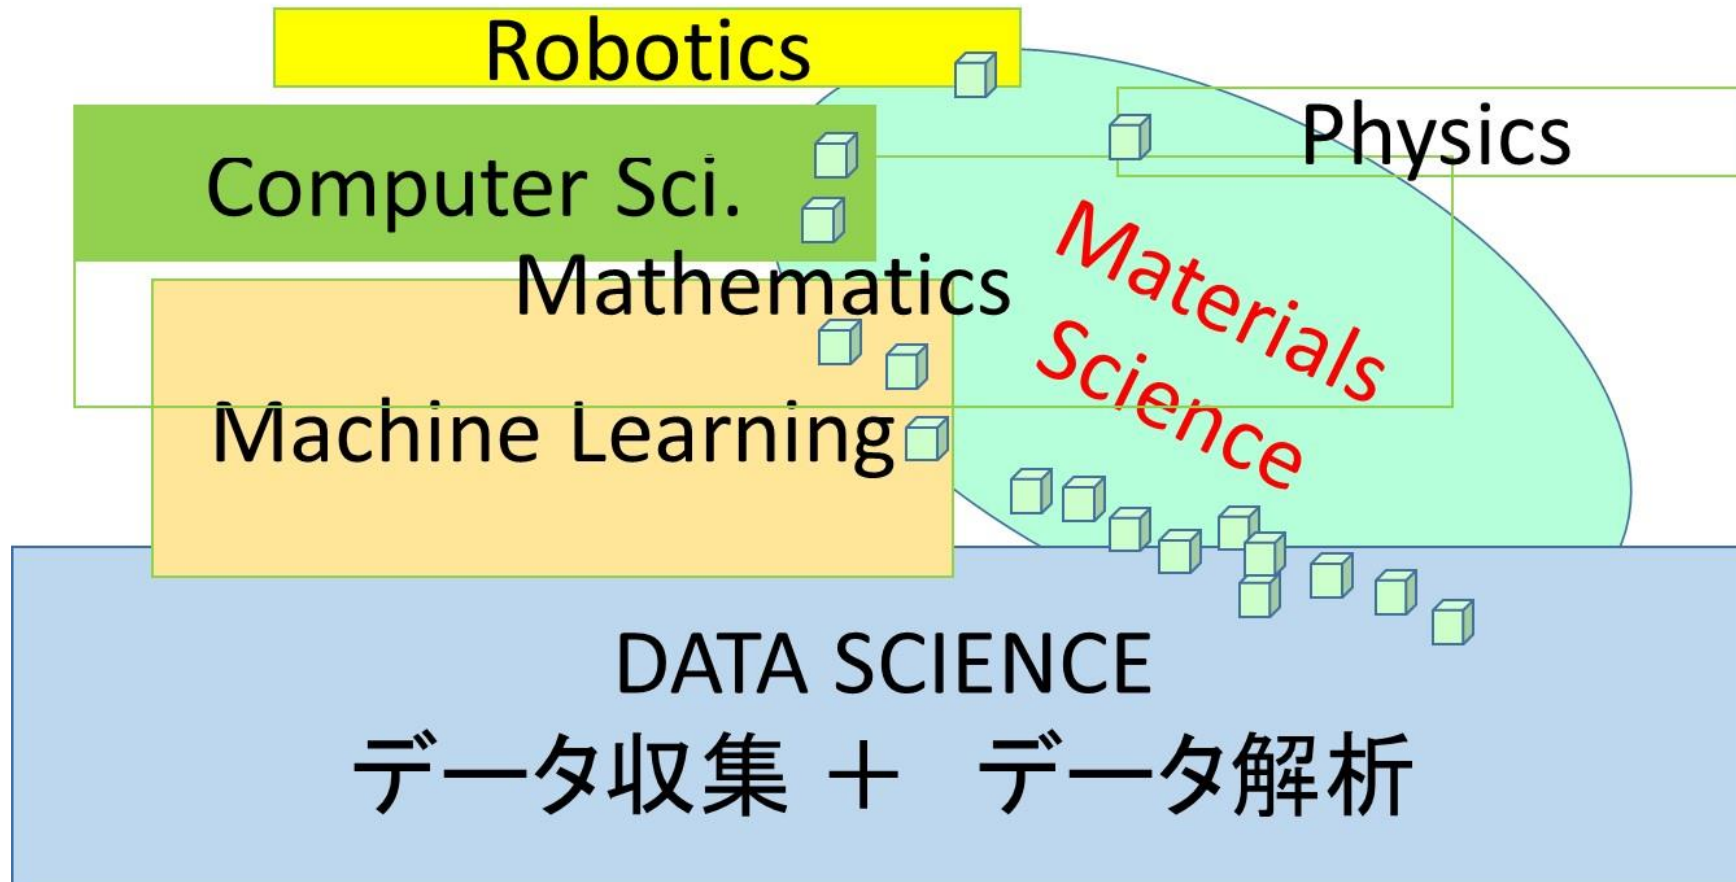 Robotics
Physics
Computer Sci.
Mathematics
Materials
Science
Machine Learning
DATA SCIENCE
データ収集 ＋ データ解析